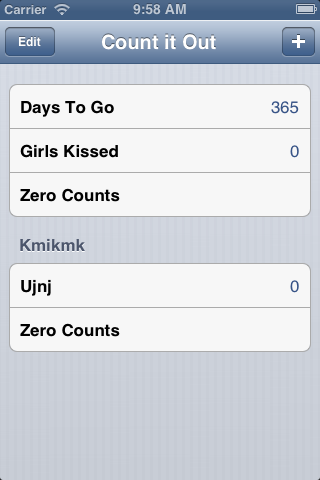 Carrier 9:58 AM
Edit Count it Out +
Days To Go 365
Girls Kissed 0
Zero Counts
Kmikmk
Ujnj 0
Zero Counts